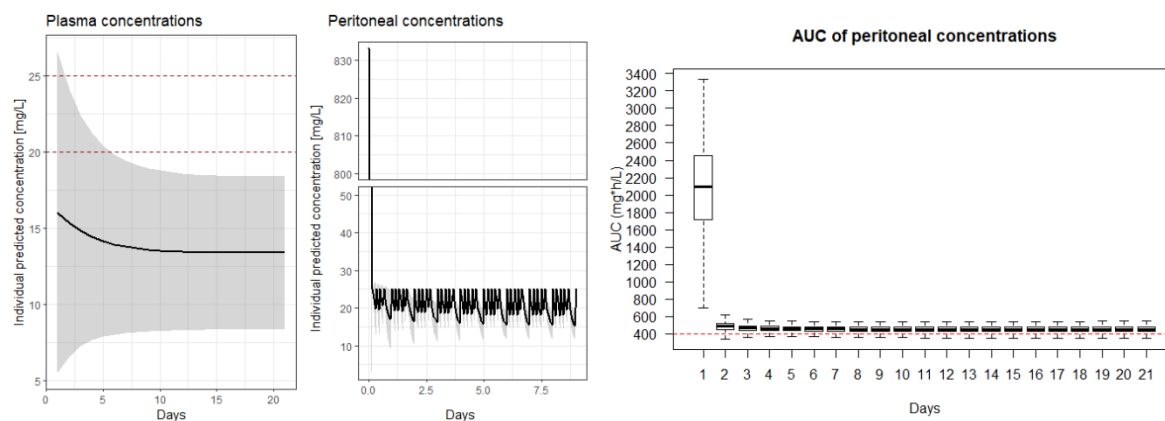 Plasma concentrations
Individual predicted concentration [mg/L]
25
20
15
10
5
0 5 10 15 20
Days
Peritoneal concentrations
Individual predicted concentration [mg/L]
830
820
810
800
50
40
30
20
10
0.0 2.5 5.0 7.5
Days
AUC of peritoneal concentrations
AUC (mg*h/L)
3400
3200
3000
2800
2600
2400
2200
2000
1800
1600
1400
1200
1000
800
600
400
1 2 3 4 5 6 7 8 9 10 11 12 13 14 15 16 17 18 19 20 21
Days